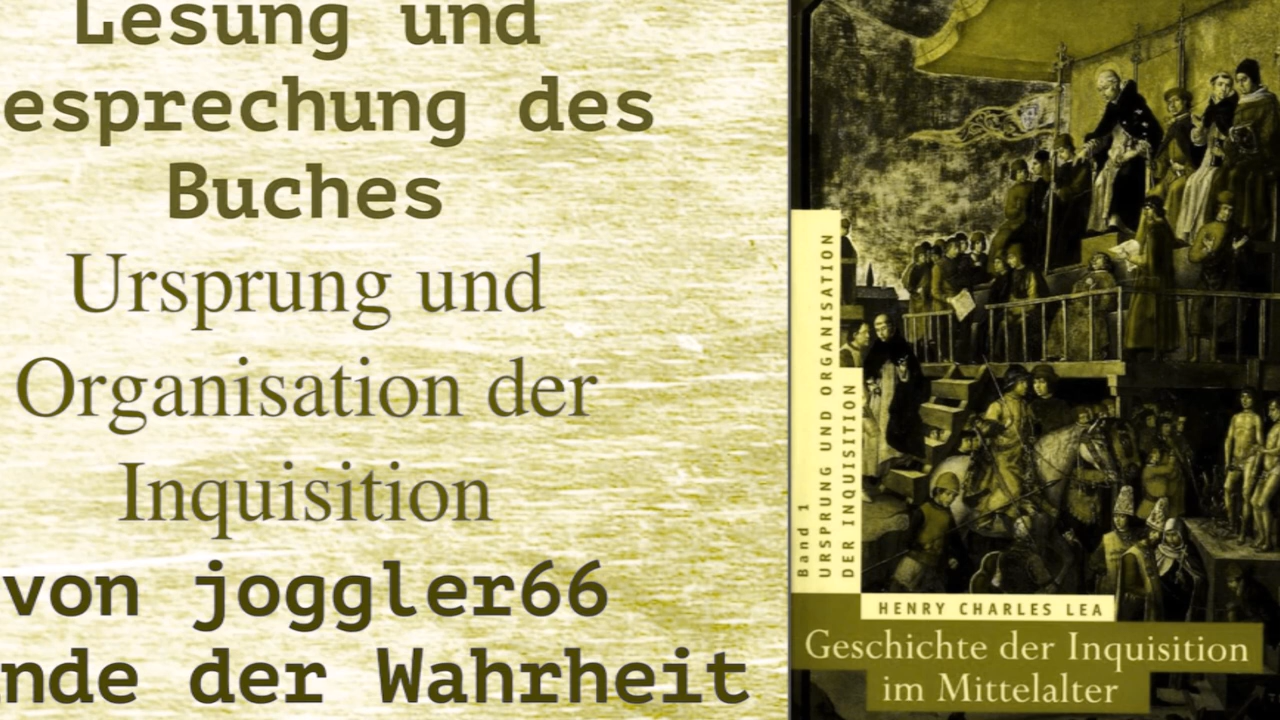 Lesung und
esprechung des
Buches
Ursprung und
Organisation der
Inquisition
von joggler66
nde der Wahrheit
Band 1
URSPRUNG UND ORGANISATION
DER INQUISITION
HENRY CHARLES LEA
Geschichte der Inquisition
im Mittelalter